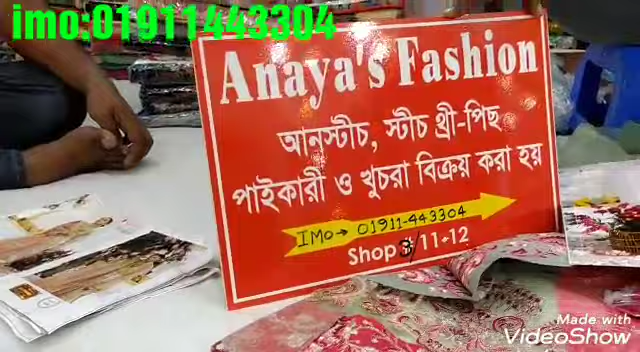 imo:01911443304
Anaya's Fashion
আনস্টীচ, স্টীচ থ্রী-পিছ
পাইকারী ও খুচরা বিক্রয় করা হয়
IMO→ 01911-443304
Shop 3/11+12
Made with
VideoShow